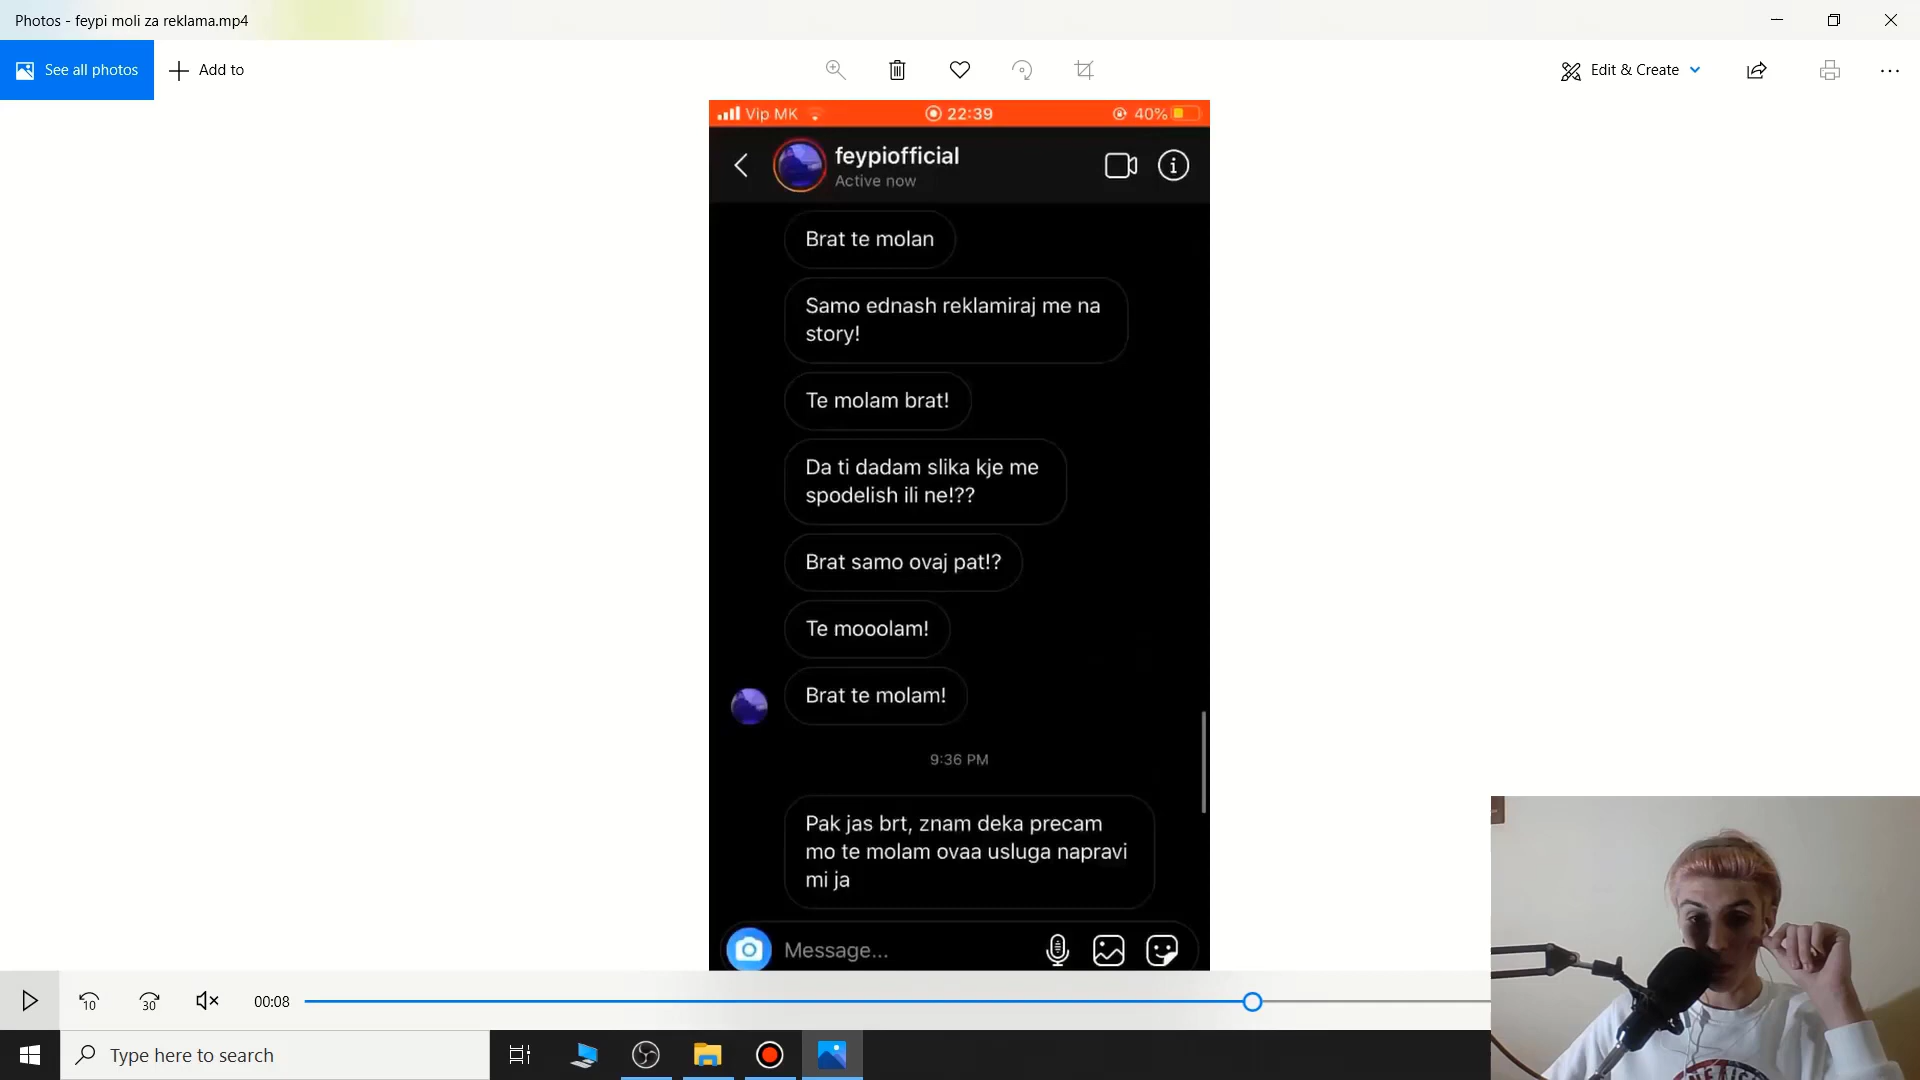 Photos - feypi moli za reklama.mp4
See all photos
Add to
Edit & Create
Vip MK
22:39
40%
feypiofficial
Active now
Brat te molan
Samo ednash reklamiraj me na
story!
Te molam brat!
Da ti dadam slika kje me
spodelish ili ne!??
Brat samo ovaj pat!?
Te mooolam!
Brat te molam!
9:36 PM
Pak jas brt, znam deka precam
mo te molam ovaa usluga napravi
mi ja
Message...
10
30
00:08
Type here to search